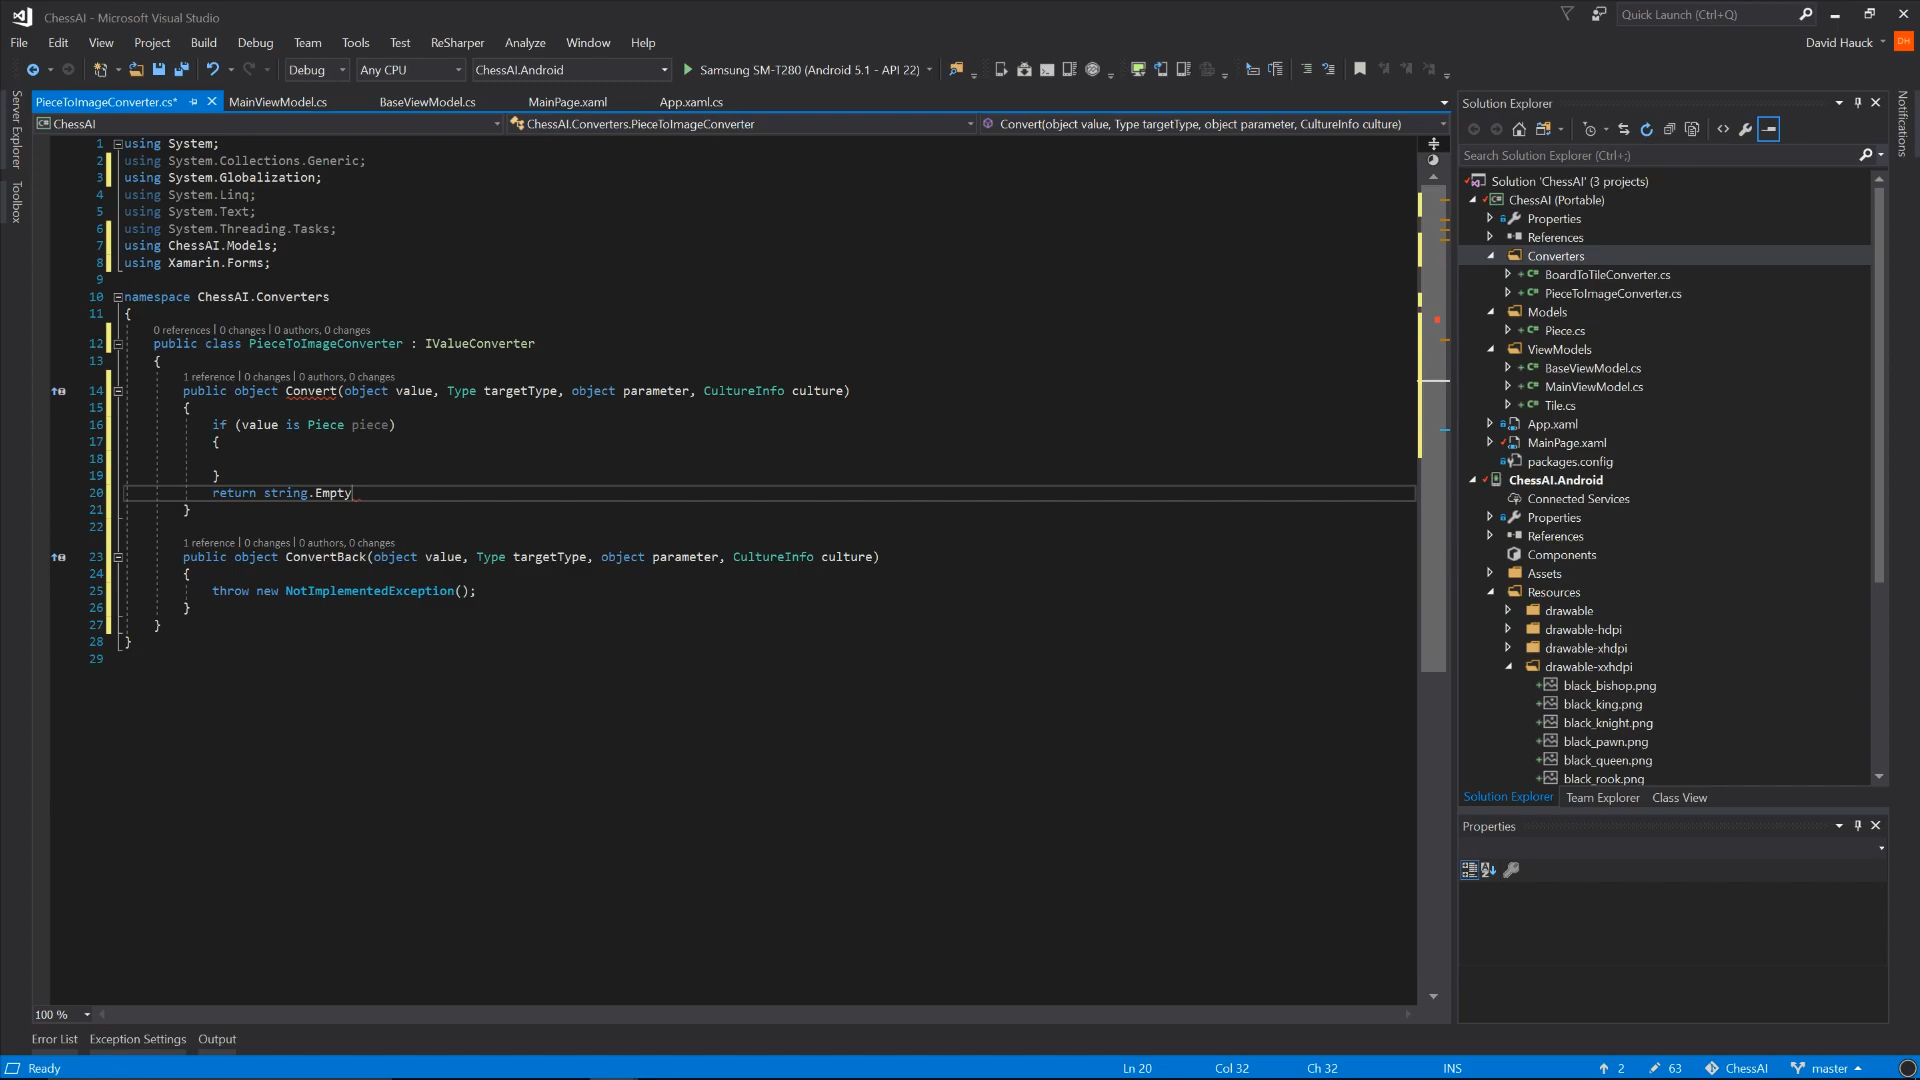 ChessAI - Microsoft Visual Studio
Quick Launch (Ctrl+Q)
File Edit View Project Build Debug Team Tools Test ReSharper Analyze Window Help
David Hauck DH
Debug Any CPU ChessAI.Android Samsung SM-T280 (Android 5.1 - API 22)
Server Explorer
Toolbox
PieceToImageConverter.cs* MainViewModel.cs BaseViewModel.cs MainPage.xaml App.xaml.cs
ChessAI ChessAI.Converters.PieceToImageConverter Convert(object value, Type targetType, object parameter, CultureInfo culture)
1 using System;
2 using System.Collections.Generic;
3 using System.Globalization;
4 using System.Linq;
5 using System.Text;
6 using System.Threading.Tasks;
7 using ChessAI.Models;
8 using Xamarin.Forms;
9
10 namespace ChessAI.Converters
11 {
0 references | 0 changes | 0 authors, 0 changes
12 public class PieceToImageConverter : IValueConverter
13 {
1 reference | 0 changes | 0 authors, 0 changes
14 public object Convert(object value, Type targetType, object parameter, CultureInfo culture)
15 {
16 if (value is Piece piece)
17 {
18
19 }
20 return string.Empty
21 }
22
1 reference | 0 changes | 0 authors, 0 changes
23 public object ConvertBack(object value, Type targetType, object parameter, CultureInfo culture)
24 {
25 throw new NotImplementedException();
26 }
27 }
28 }
29
100 %
Error List Exception Settings Output
Solution Explorer
Search Solution Explorer (Ctrl+;)
Solution 'ChessAI' (3 projects)
ChessAI (Portable)
Properties
References
Converters
BoardToTileConverter.cs
PieceToImageConverter.cs
Models
Piece.cs
ViewModels
BaseViewModel.cs
MainViewModel.cs
Tile.cs
App.xaml
MainPage.xaml
packages.config
ChessAI.Android
Connected Services
Properties
References
Components
Assets
Resources
drawable
drawable-hdpi
drawable-xhdpi
drawable-xxhdpi
black_bishop.png
black_king.png
black_knight.png
black_pawn.png
black_queen.png
black_rook.png
Solution Explorer Team Explorer Class View
Properties
Notifications
Ready Ln 20 Col 32 Ch 32 INS 2 63 ChessAI master